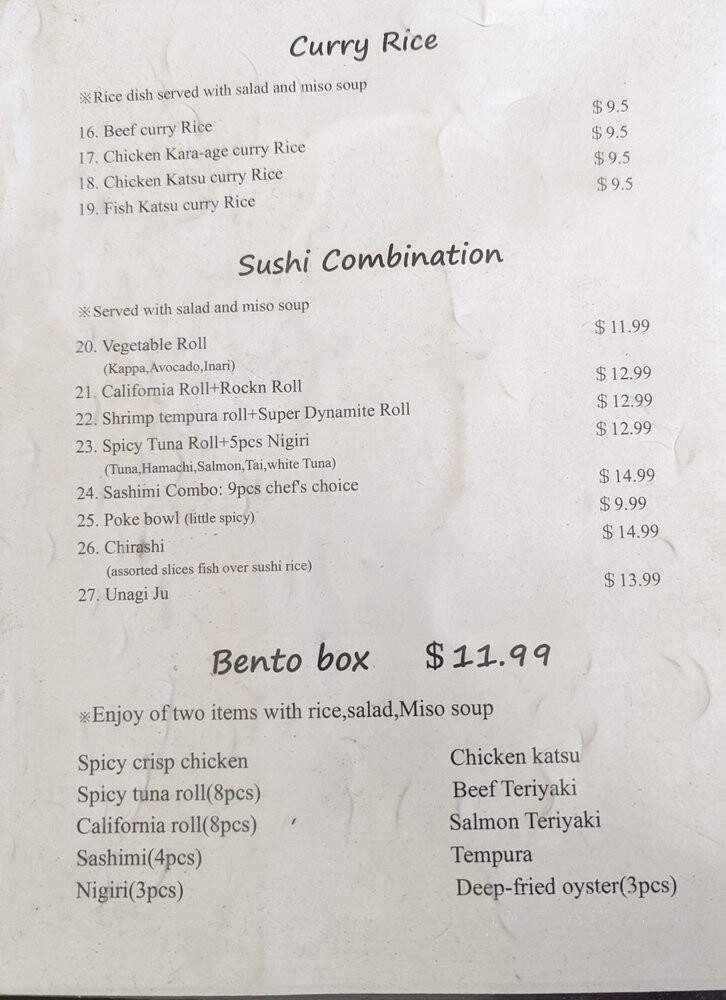 Curry Rice
※Rice dish served with salad and miso soup
16. Beef curry Rice $ 9.5
17. Chicken Kara-age curry Rice $ 9.5
18. Chicken Katsu curry Rice $ 9.5
19. Fish Katsu curry Rice $ 9.5
Sushi Combination
※Served with salad and miso soup
20. Vegetable Roll $ 11.99
(Kappa,Avocado,Inari)
21. California Roll+Rockn Roll $ 12.99
22. Shrimp tempura roll+Super Dynamite Roll $ 12.99
23. Spicy Tuna Roll+5pcs Nigiri $ 12.99
(Tuna,Hamachi,Salmon,Tai,white Tuna)
24. Sashimi Combo: 9pcs chef's choice $ 14.99
25. Poke bowl (little spicy) $ 9.99
26. Chirashi $ 14.99
(assorted slices fish over sushi rice)
27. Unagi Ju $ 13.99
Bento box $ 11.99
※Enjoy of two items with rice,salad,Miso soup
Spicy crisp chicken Chicken katsu
Spicy tuna roll(8pcs) Beef Teriyaki
California roll(8pcs) Salmon Teriyaki
Sashimi(4pcs) Tempura
Nigiri(3pcs) Deep-fried oyster(3pcs)